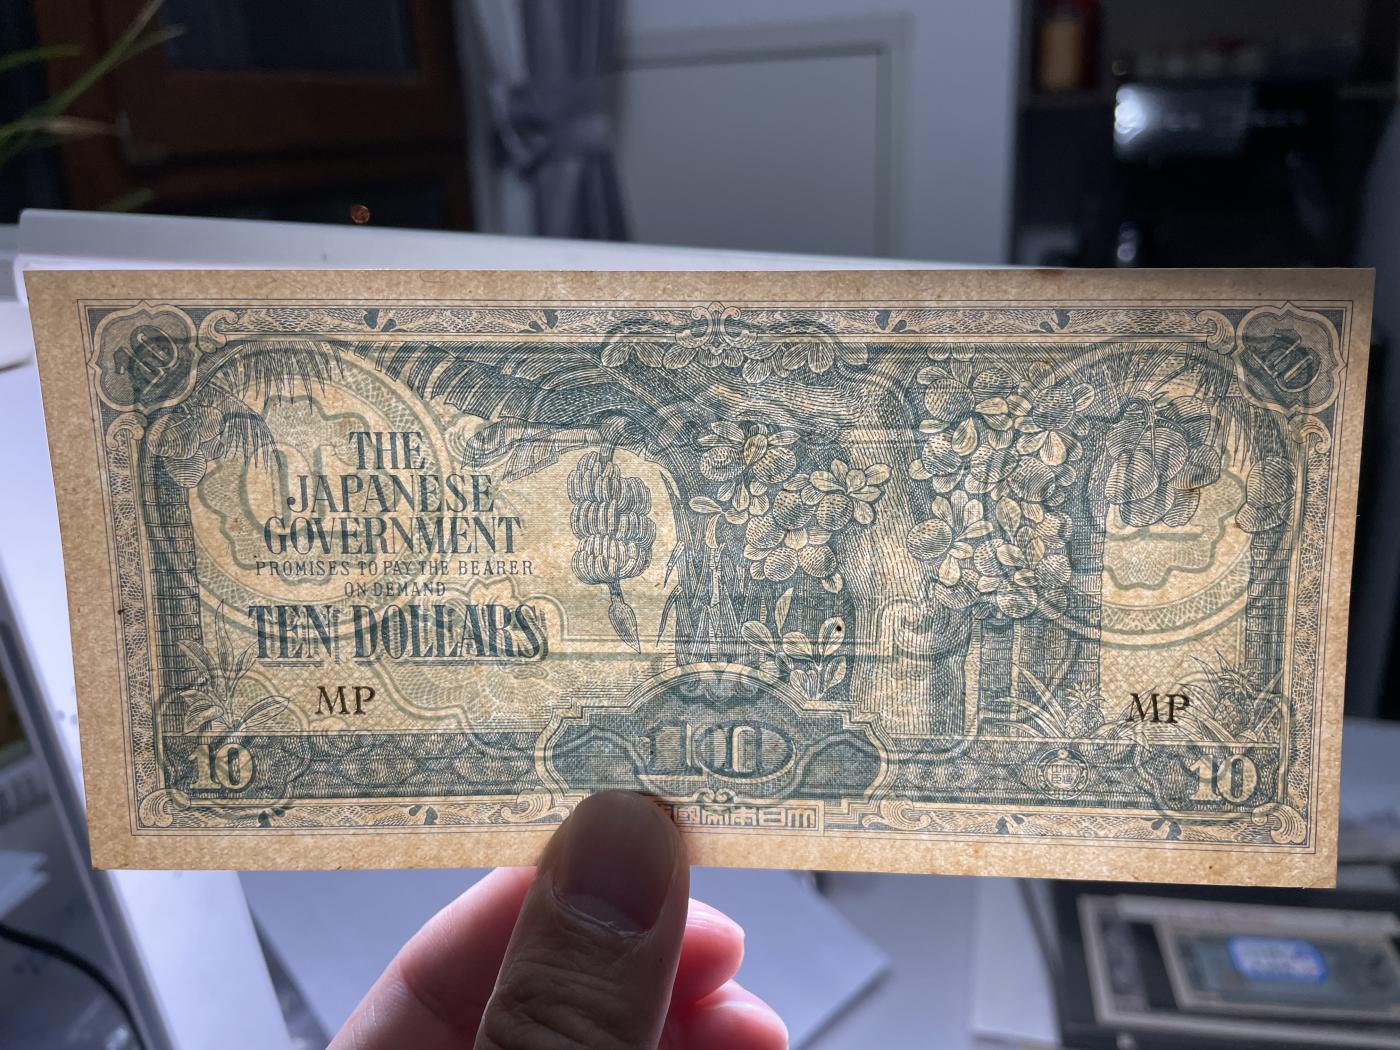 10
10
THE
JAPANESE
GOVERNMENT
PROMISES TO PAY THE BEARER
ON DEMAND
TEN DOLLARS
MP
MP
10
10
10